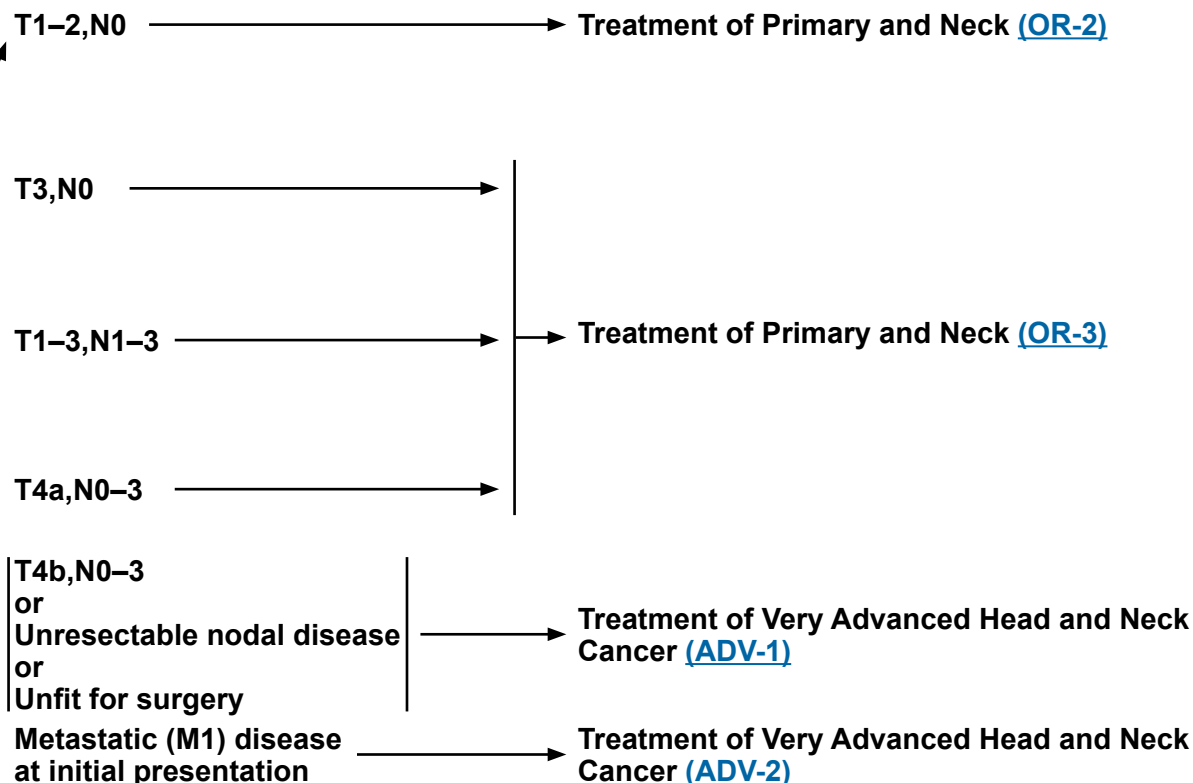 T1–2,N0
Treatment of Primary and Neck (OR-2)
T3,N0
T1–3,N1–3
Treatment of Primary and Neck (OR-3)
T4a,N0–3
T4b,N0–3
or
Unresectable nodal disease
or
Unfit for surgery
Treatment of Very Advanced Head and Neck
Cancer (ADV-1)
Metastatic (M1) disease
at initial presentation
Treatment of Very Advanced Head and Neck
Cancer (ADV-2)